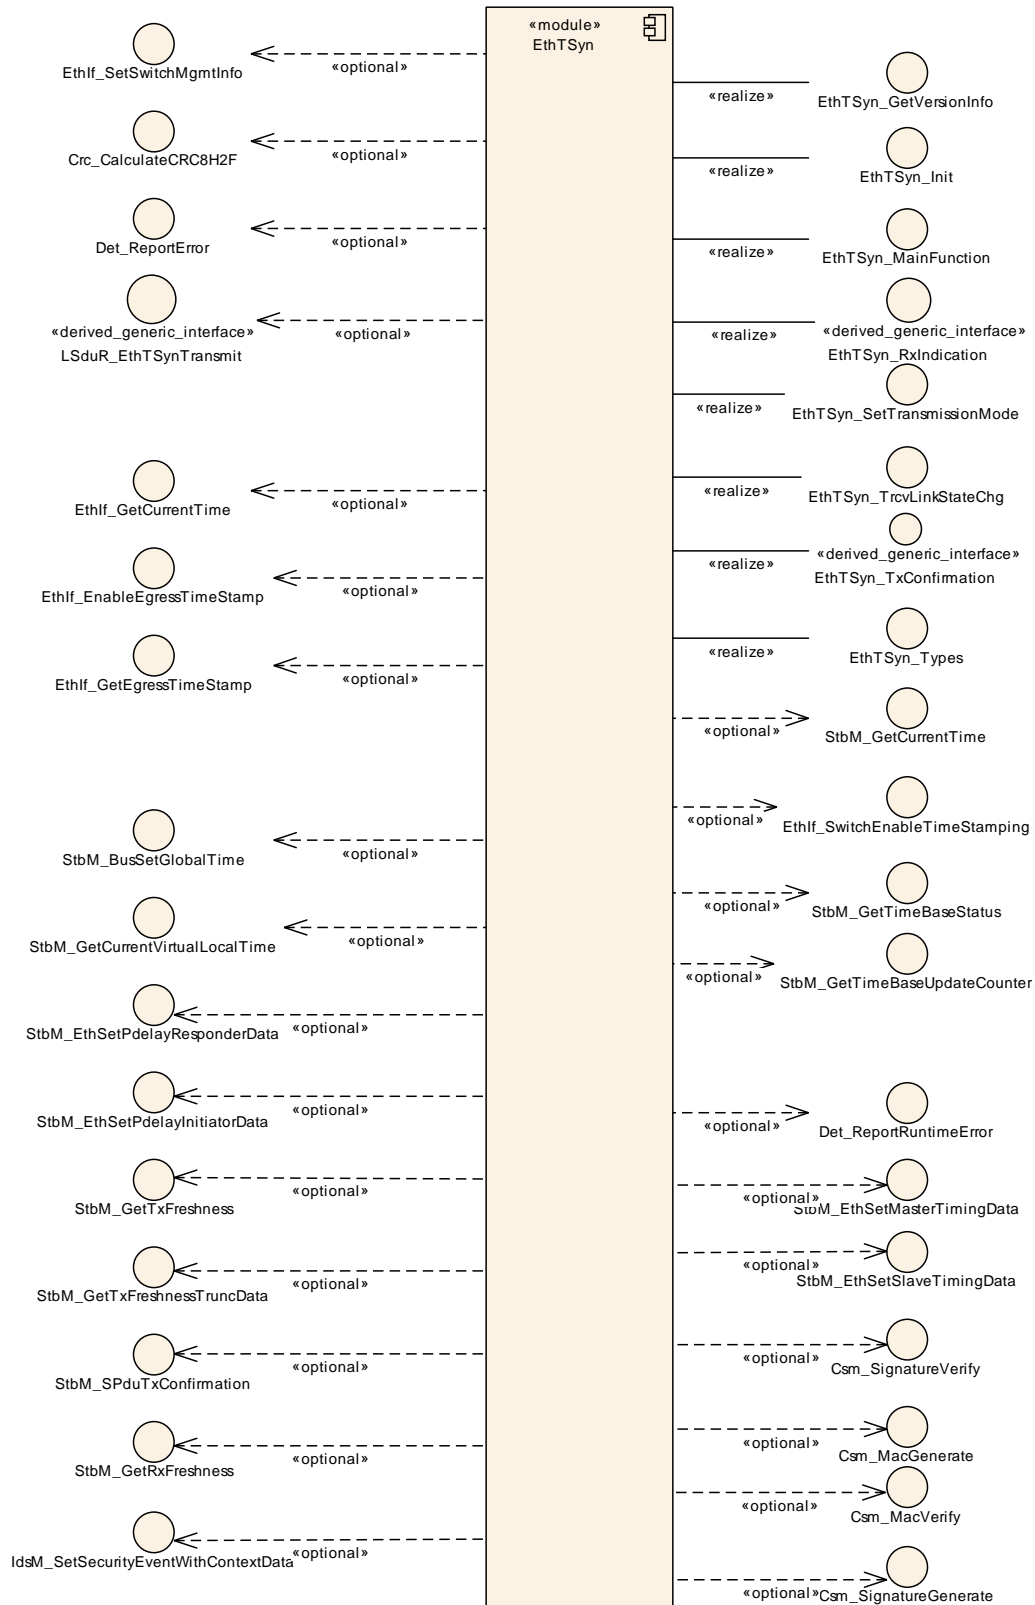 «module»
EthTSyn
EthIf_SetSwitchMgmtInfo
«optional»
Crc_CalculateCRC8H2F
«optional»
Det_ReportError
«optional»
«derived_generic_interface»
LSduR_EthTSynTransmit
«optional»
EthIf_GetCurrentTime
«optional»
EthIf_EnableEgressTimeStamp
«optional»
EthIf_GetEgressTimeStamp
«optional»
StbM_BusSetGlobalTime
«optional»
StbM_GetCurrentVirtualLocalTime
«optional»
StbM_EthSetPdelayResponderData
«optional»
StbM_EthSetPdelayInitiatorData
«optional»
StbM_GetTxFreshness
«optional»
StbM_GetTxFreshnessTruncData
«optional»
StbM_SPduTxConfirmation
«optional»
StbM_GetRxFreshness
«optional»
IdsM_SetSecurityEventWithContextData
«optional»
«realize»
EthTSyn_GetVersionInfo
«realize»
EthTSyn_Init
«realize»
EthTSyn_MainFunction
«realize»
«derived_generic_interface»
EthTSyn_RxIndication
«realize»
EthTSyn_SetTransmissionMode
«realize»
EthTSyn_TrcvLinkStateChg
«realize»
«derived_generic_interface»
EthTSyn_TxConfirmation
«realize»
EthTSyn_Types
«optional»
StbM_GetCurrentTime
«optional»
EthIf_SwitchEnableTimeStamping
«optional»
StbM_GetTimeBaseStatus
«optional»
StbM_GetTimeBaseUpdateCounter
«optional»
Det_ReportRuntimeError
«optional»
StbM_EthSetMasterTimingData
«optional»
StbM_EthSetSlaveTimingData
«optional»
Csm_SignatureVerify
«optional»
Csm_MacGenerate
«optional»
Csm_MacVerify
«optional»
Csm_SignatureGenerate